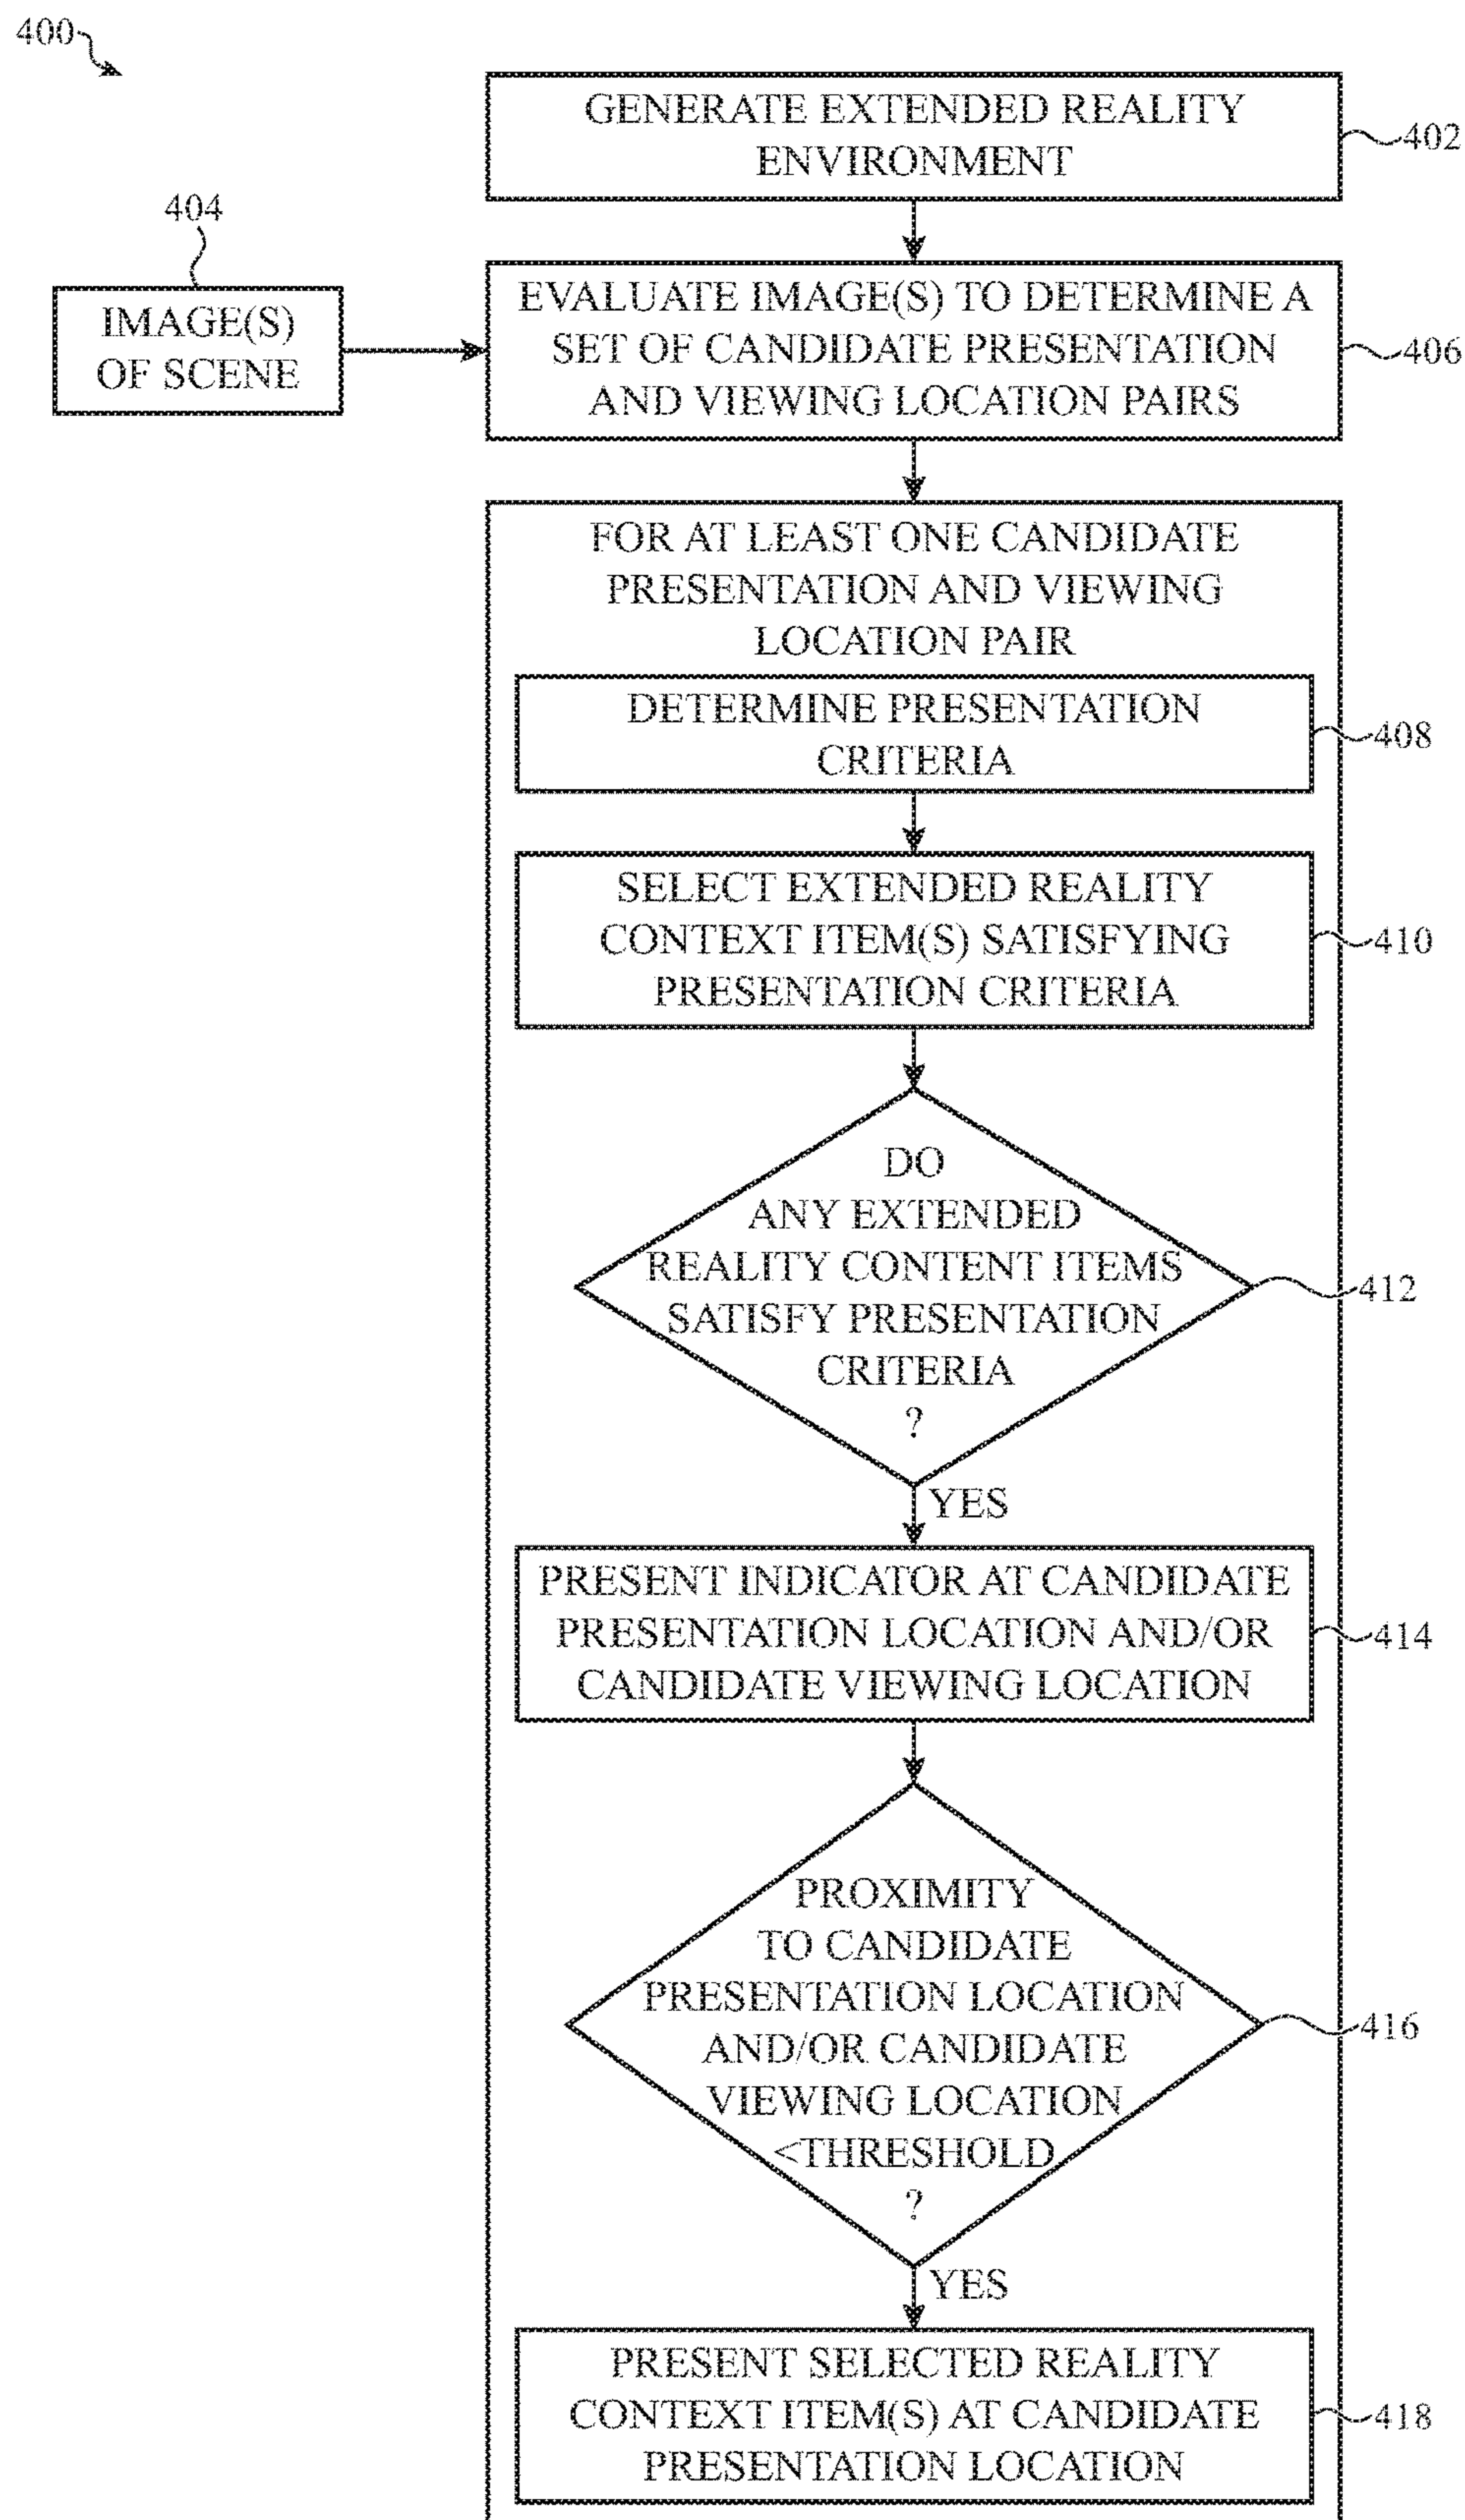 400
GENERATE EXTENDED REALITY
ENVIRONMENT
402
404
IMAGE(S)
OF SCENE
EVALUATE IMAGE(S) TO DETERMINE A
SET OF CANDIDATE PRESENTATION
AND VIEWING LOCATION PAIRS
406
FOR AT LEAST ONE CANDIDATE
PRESENTATION AND VIEWING
LOCATION PAIR
DETERMINE PRESENTATION
CRITERIA
408
SELECT EXTENDED REALITY
CONTEXT ITEM(S) SATISFYING
PRESENTATION CRITERIA
410
DO
ANY EXTENDED
REALITY CONTENT ITEMS
SATISFY PRESENTATION
CRITERIA
?
412
YES
PRESENT INDICATOR AT CANDIDATE
PRESENTATION LOCATION AND/OR
CANDIDATE VIEWING LOCATION
414
PROXIMITY
TO CANDIDATE
PRESENTATION LOCATION
AND/OR CANDIDATE
VIEWING LOCATION
<THRESHOLD
?
416
YES
PRESENT SELECTED REALITY
CONTEXT ITEM(S) AT CANDIDATE
PRESENTATION LOCATION
418